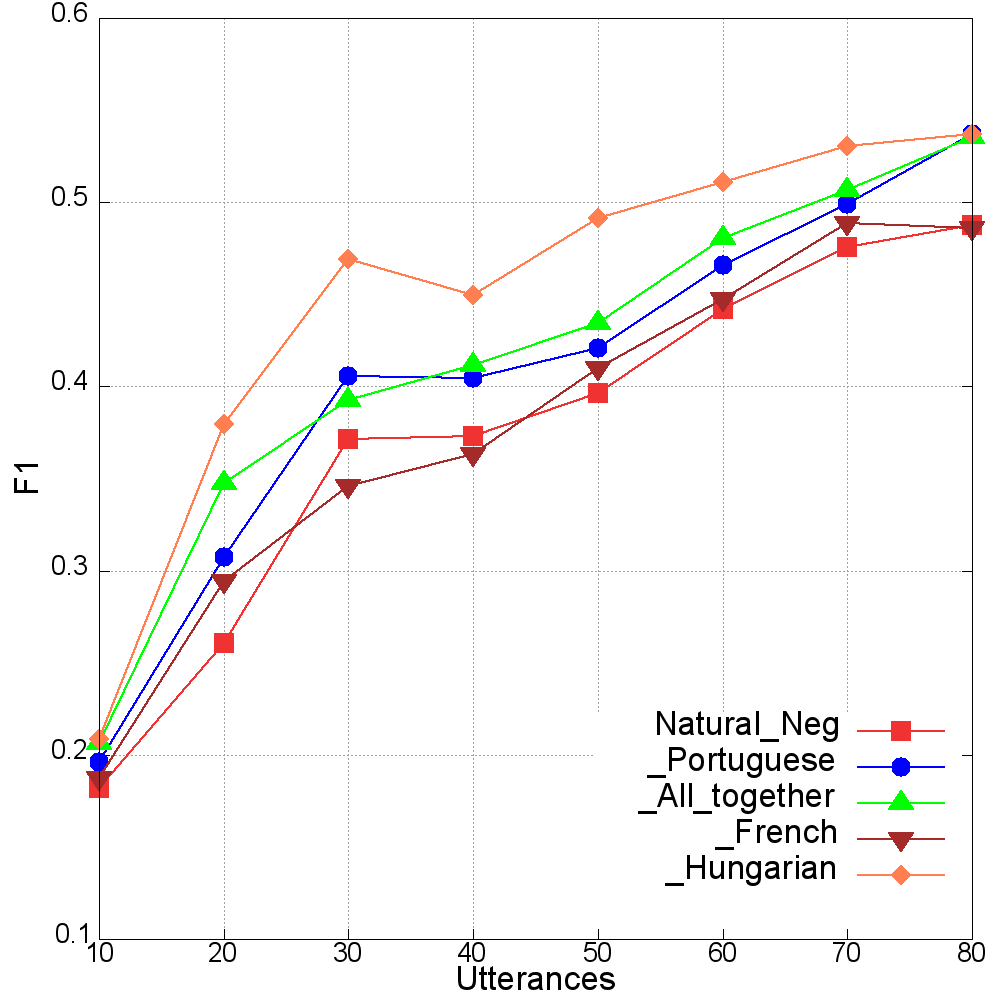 0.6
0.5
0.4
0.3
0.2
0.1
F1
10 20 30 40 50 60 70 80
Utterances
Natural_Neg
_Portuguese
_All_together
_French
_Hungarian